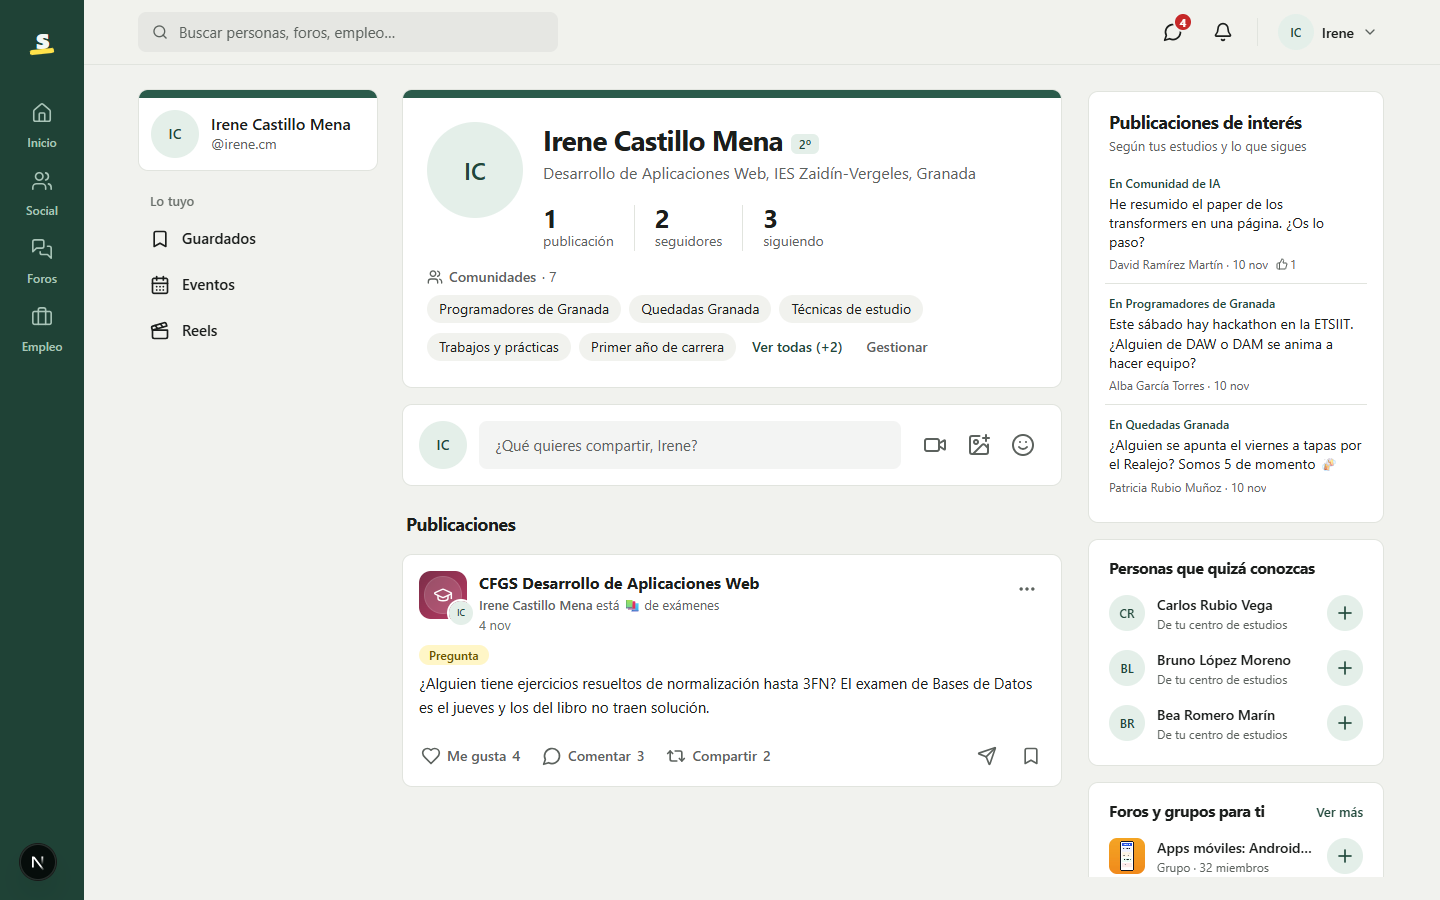 S
Inicio
Social
Foros
Empleo
N
Buscar personas, foros, empleo...
4
IC
Irene
IC
Irene Castillo Mena
@irene.cm
Lo tuyo
Guardados
Eventos
Reels
IC
Irene Castillo Mena 2º
Desarrollo de Aplicaciones Web, IES Zaidín-Vergeles, Granada
1 2 3
publicación seguidores siguiendo
Comunidades · 7
Programadores de Granada Quedadas Granada Técnicas de estudio
Trabajos y prácticas Primer año de carrera Ver todas (+2) Gestionar
IC
¿Qué quieres compartir, Irene?
Publicaciones
IC
CFGS Desarrollo de Aplicaciones Web
Irene Castillo Mena está 📚 de exámenes
4 nov
Pregunta
¿Alguien tiene ejercicios resueltos de normalización hasta 3FN? El examen de Bases de Datos
es el jueves y los del libro no traen solución.
Me gusta 4 Comentar 3 Compartir 2
Publicaciones de interés
Según tus estudios y lo que sigues
En Comunidad de IA
He resumido el paper de los
transformers en una página. ¿Os lo
paso?
David Ramírez Martín · 10 nov 1
En Programadores de Granada
Este sábado hay hackathon en la ETSIIT.
¿Alguien de DAW o DAM se anima a
hacer equipo?
Alba García Torres · 10 nov
En Quedadas Granada
¿Alguien se apunta el viernes a tapas por
el Realejo? Somos 5 de momento
Patricia Rubio Muñoz · 10 nov
Personas que quizá conozcas
CR
Carlos Rubio Vega
De tu centro de estudios
BL
Bruno López Moreno
De tu centro de estudios
BR
Bea Romero Marín
De tu centro de estudios
Foros y grupos para ti Ver más
Apps móviles: Android...
Grupo · 32 miembros